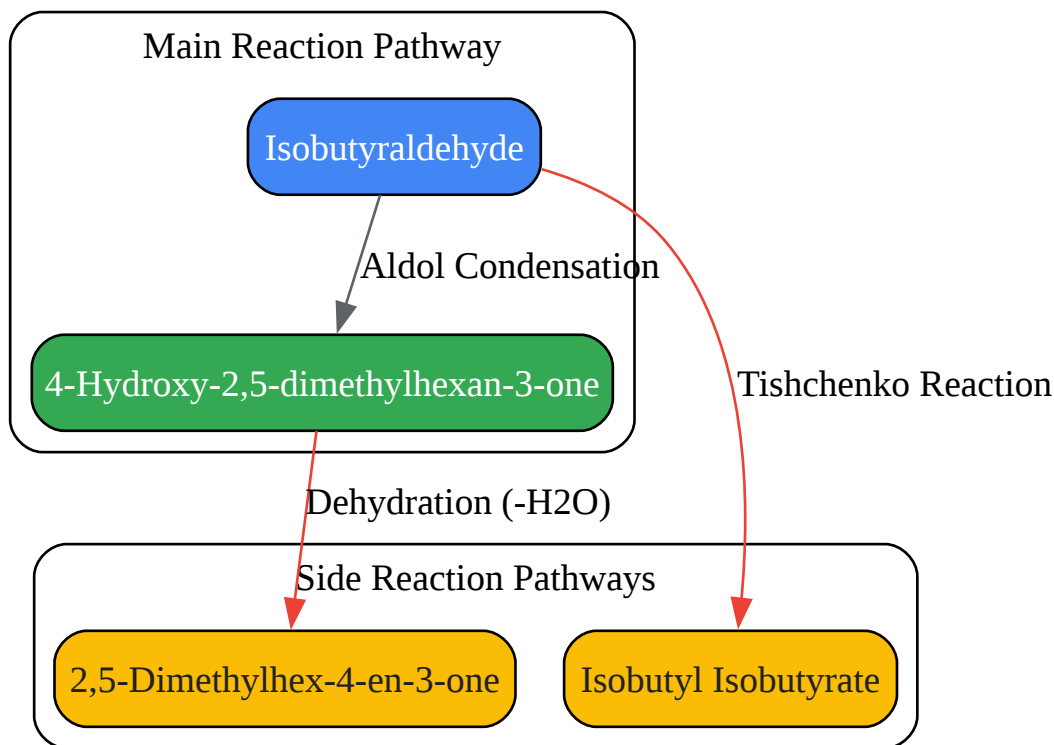 Main Reaction Pathway
Isobutyraldehyde
Aldol Condensation
4-Hydroxy-2,5-dimethylhexan-3-one
Tishchenko Reaction
Dehydration (-H2O)
Side Reaction Pathways
2,5-Dimethylhex-4-en-3-one
Isobutyl Isobutyrate